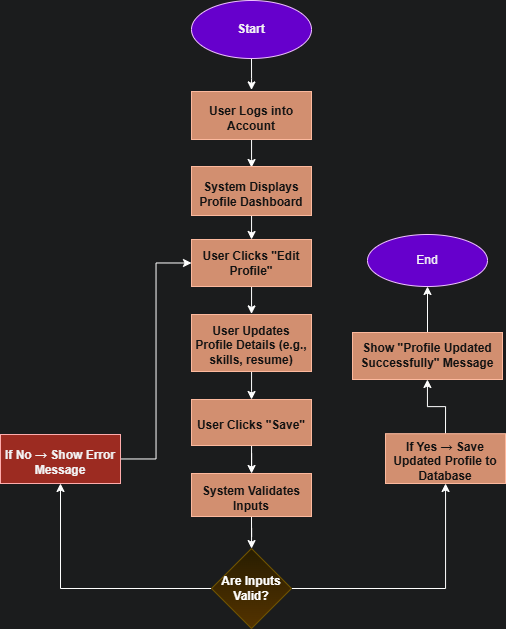 Start
User Logs into
Account
System Displays
Profile Dashboard
User Clicks "Edit
Profile"
User Updates
Profile Details (e.g.,
skills, resume)
User Clicks "Save"
System Validates
Inputs
Are Inputs
Valid?
If No → Show Error
Message
If Yes → Save
Updated Profile to
Database
Show "Profile Updated
Successfully" Message
End